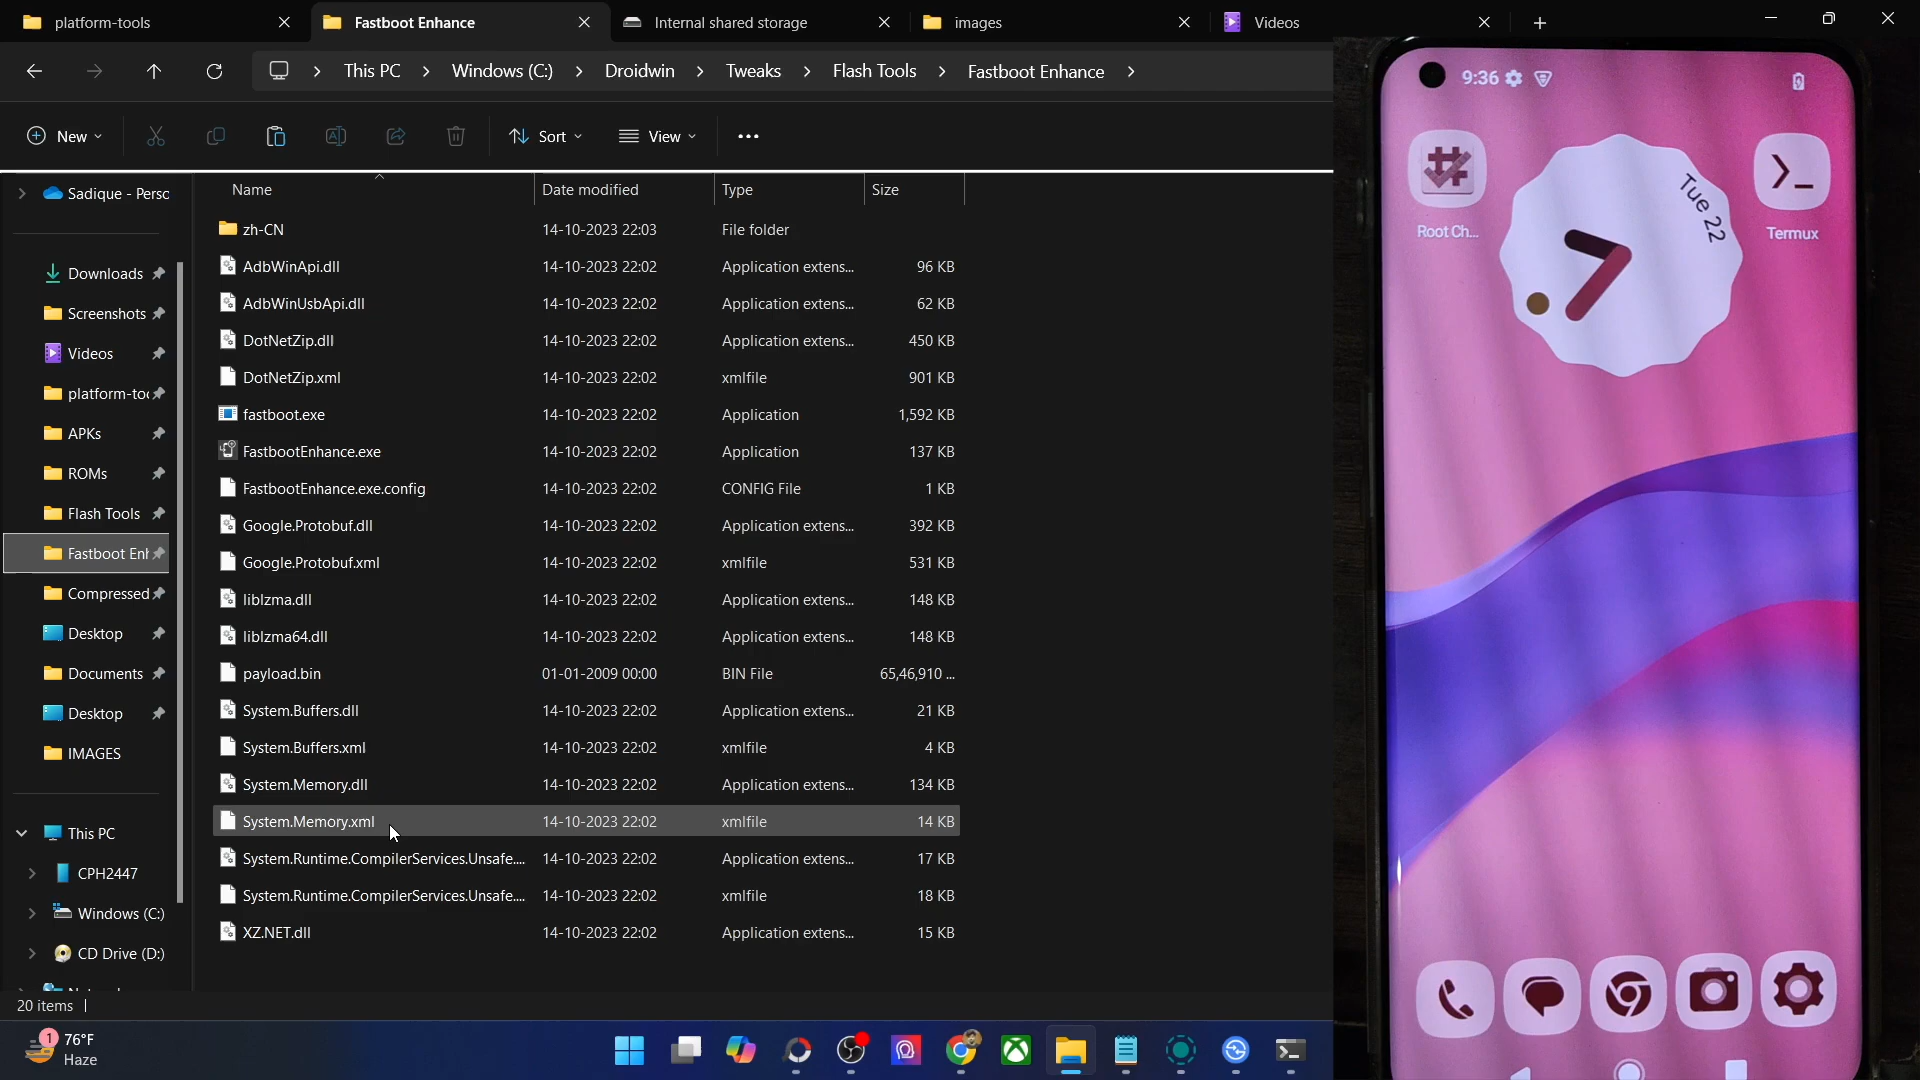 platform-tools
Fastboot Enhance
Internal shared storage
images
Videos
This PC > Windows (C:) > Droidwin > Tweaks > Flash Tools > Fastboot Enhance >
New
Sort
View
Sadique - Persc
Downloads
Screenshots
Videos
platform-too
APKs
ROMs
Flash Tools
Fastboot Enh
Compressed
Desktop
Documents
Desktop
IMAGES
This PC
CPH2447
Windows (C:)
CD Drive (D:)
Name Date modified Type Size
zh-CN 14-10-2023 22:03 File folder
AdbWinApi.dll 14-10-2023 22:02 Application extens... 96 KB
AdbWinUsbApi.dll 14-10-2023 22:02 Application extens... 62 KB
DotNetZip.dll 14-10-2023 22:02 Application extens... 450 KB
DotNetZip.xml 14-10-2023 22:02 xmlfile 901 KB
fastboot.exe 14-10-2023 22:02 Application 1,592 KB
FastbootEnhance.exe 14-10-2023 22:02 Application 137 KB
FastbootEnhance.exe.config 14-10-2023 22:02 CONFIG File 1 KB
Google.Protobuf.dll 14-10-2023 22:02 Application extens... 392 KB
Google.Protobuf.xml 14-10-2023 22:02 xmlfile 531 KB
liblzma.dll 14-10-2023 22:02 Application extens... 148 KB
liblzma64.dll 14-10-2023 22:02 Application extens... 148 KB
payload.bin 01-01-2009 00:00 BIN File 65,46,910 ...
System.Buffers.dll 14-10-2023 22:02 Application extens... 21 KB
System.Buffers.xml 14-10-2023 22:02 xmlfile 4 KB
System.Memory.dll 14-10-2023 22:02 Application extens... 134 KB
System.Memory.xml 14-10-2023 22:02 xmlfile 14 KB
System.Runtime.CompilerServices.Unsafe.... 14-10-2023 22:02 Application extens... 17 KB
System.Runtime.CompilerServices.Unsafe.... 14-10-2023 22:02 xmlfile 18 KB
XZ.NET.dll 14-10-2023 22:02 Application extens... 15 KB
20 items
1
76°F
Haze
9:36
Root Ch...
Tue 22
Termux